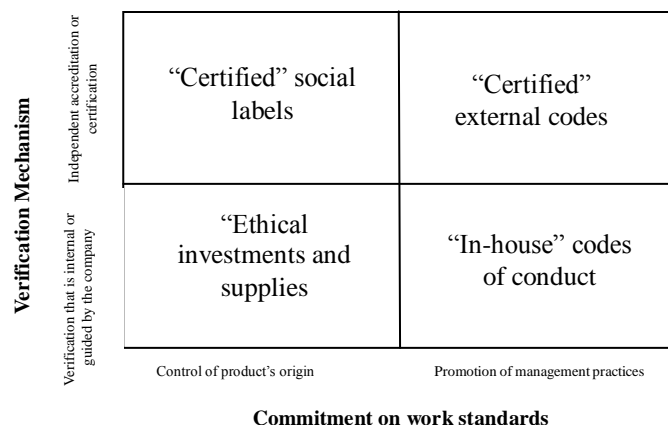 Verification Mechanism
Independent accreditation or
certification
“Certified” social
labels
“Certified”
external codes
Verification that is internal or
guided by the company
“Ethical
investments and
supplies
“In-house” codes
of conduct
Control of product’s origin
Promotion of management practices
Commitment on work standards